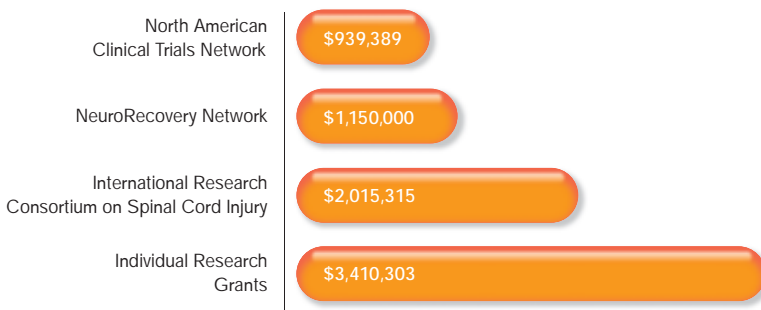 North American
Clinical Trials Network
$939,389
NeuroRecovery Network
$1,150,000
International Research
Consortium on Spinal Cord Injury
$2,015,315
Individual Research
Grants
$3,410,303